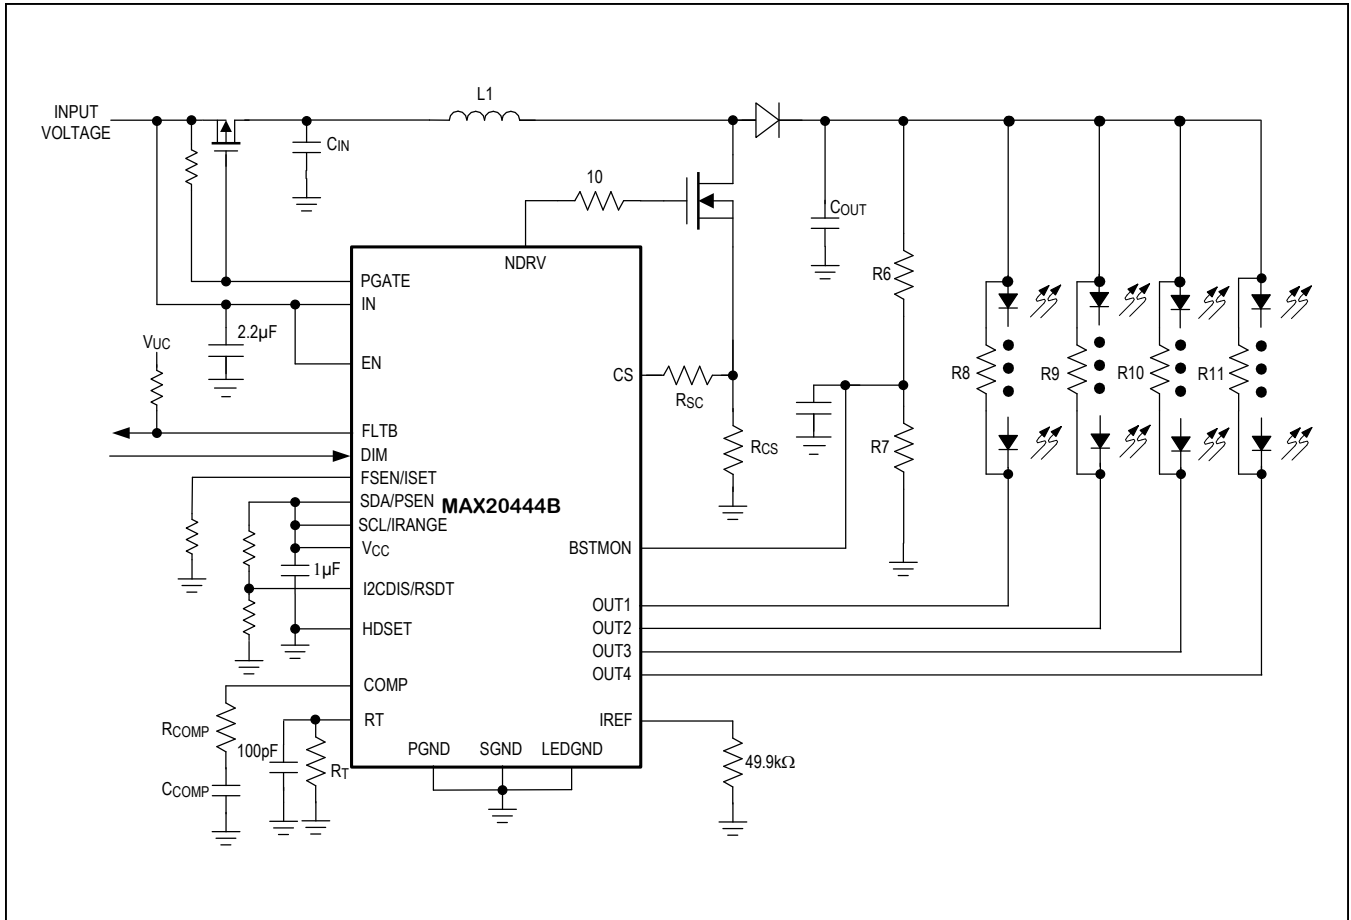 L1
INPUT
VOLTAGE
CIN
10
COUT
NDRV
R6
PGATE
IN
2.2µF
VUC
EN
CS
RSC
R8
R9
R10
R11
FLTB
DIM
RCS
R7
FSEN/ISET
SDA/PSEN
MAX20444B
SCL/IRANGE
VCC
BSTMON
1µF
I2CDIS/RSDT
OUT1
HDSET
OUT2
OUT3
OUT4
COMP
RT
IREF
RCOMP
100pF
RT
PGND
SGND
LEDGND
49.9kΩ
CCOMP